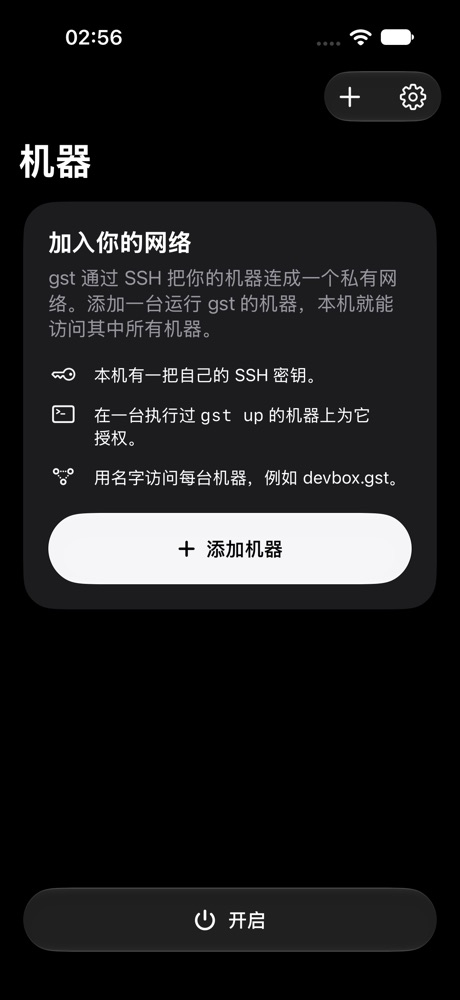 02:56
机器
加入你的网络
gst 通过 SSH 把你的机器连成一个私有网
络。添加一台运行 gst 的机器，本机就能
访问其中所有机器。
本机有一把自己的 SSH 密钥。
在一台执行过 gst up 的机器上为它
授权。
用名字访问每台机器，例如 devbox.gst。
添加机器
开启